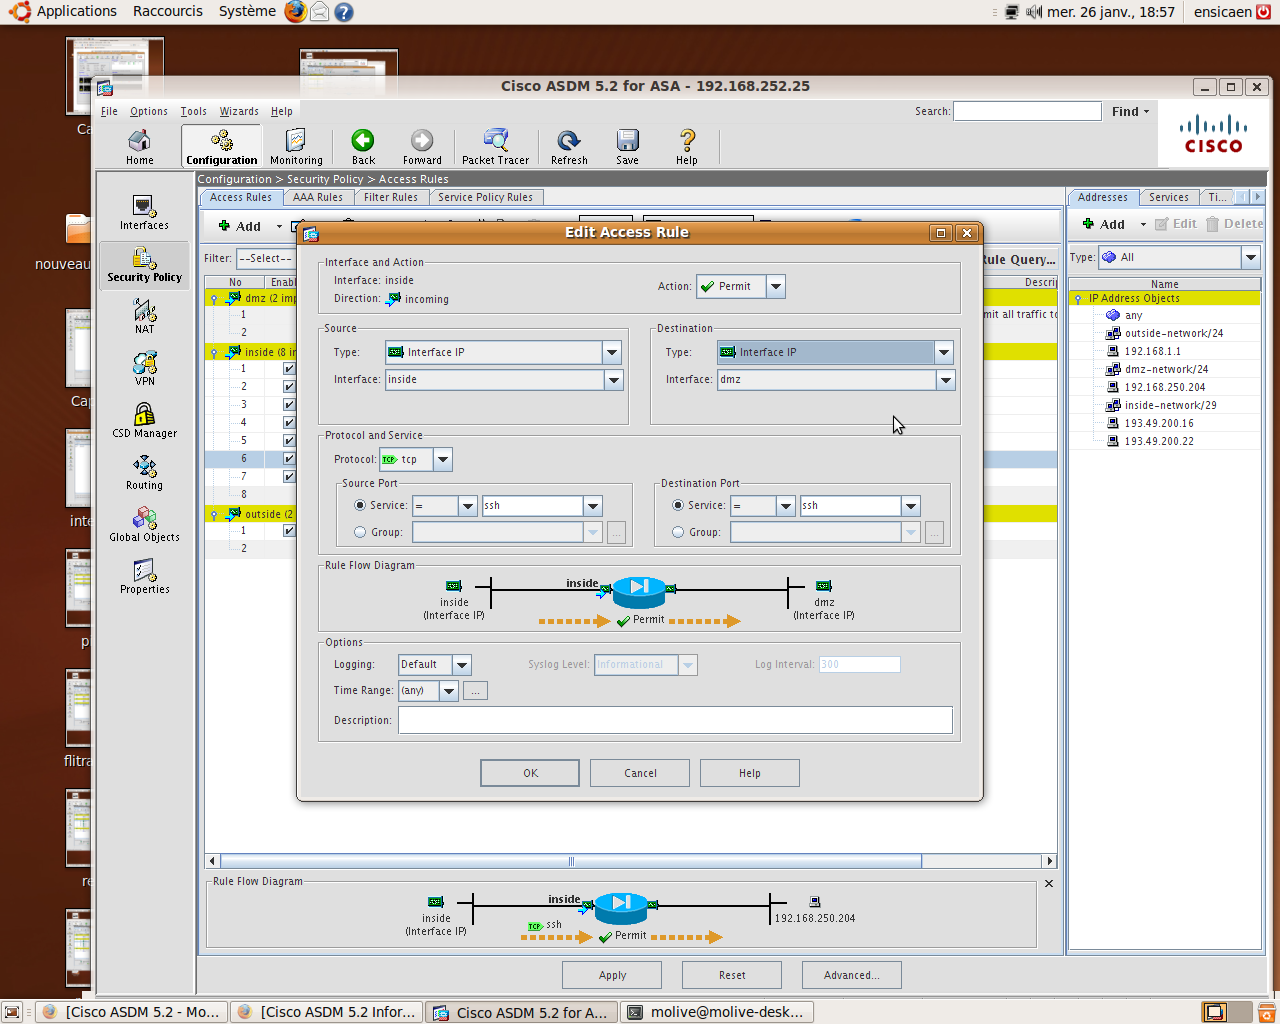 Applications Raccourcis Système mer. 26 janv., 18:57 ensicaen
Cisco ASDM 5.2 for ASA - 192.168.252.25
File Options Tools Wizards Help Search: Find
Home Configuration Monitoring Back Forward Packet Tracer Refresh Save Help
CISCO
Configuration > Security Policy > Access Rules
Access Rules AAA Rules Filter Rules Service Policy Rules
Addresses Services Ti...
Add
Add Edit Delete
Filter: --Select--
Rule Query...
Type: All
No Enabl
Descri
Name
dmz (2 imp
1
mit all traffic to
2
inside (8 in
1
2
3
4
5
6
7
8
outside (2
1
2
IP Address Objects
any
outside-network/24
192.168.1.1
dmz-network/24
192.168.250.204
inside-network/29
193.49.200.16
193.49.200.22
Interfaces
Security Policy
NAT
VPN
CSD Manager
Routing
Global Objects
Properties
nouveau
Ca
Cap
inte
p
flitra
re
Edit Access Rule
Interface and Action
Interface: inside
Direction: incoming
Action: Permit
Source
Type: Interface IP
Interface: inside
Destination
Type: Interface IP
Interface: dmz
Protocol and Service
Protocol: TCP tcp
Source Port
Service: = ssh
Group: ...
Destination Port
Service: = ssh
Group: ...
Rule Flow Diagram
inside
inside
(Interface IP)
Permit
dmz
(Interface IP)
Options
Logging: Default Syslog Level: Informational Log Interval: 300
Time Range: (any) ...
Description:
OK Cancel Help
Rule Flow Diagram
inside
inside
(Interface IP)
TCP ssh
Permit
192.168.250.204
Apply Reset Advanced...
[Cisco ASDM 5.2 - Mo... [Cisco ASDM 5.2 Infor... Cisco ASDM 5.2 for A... molive@molive-desk...